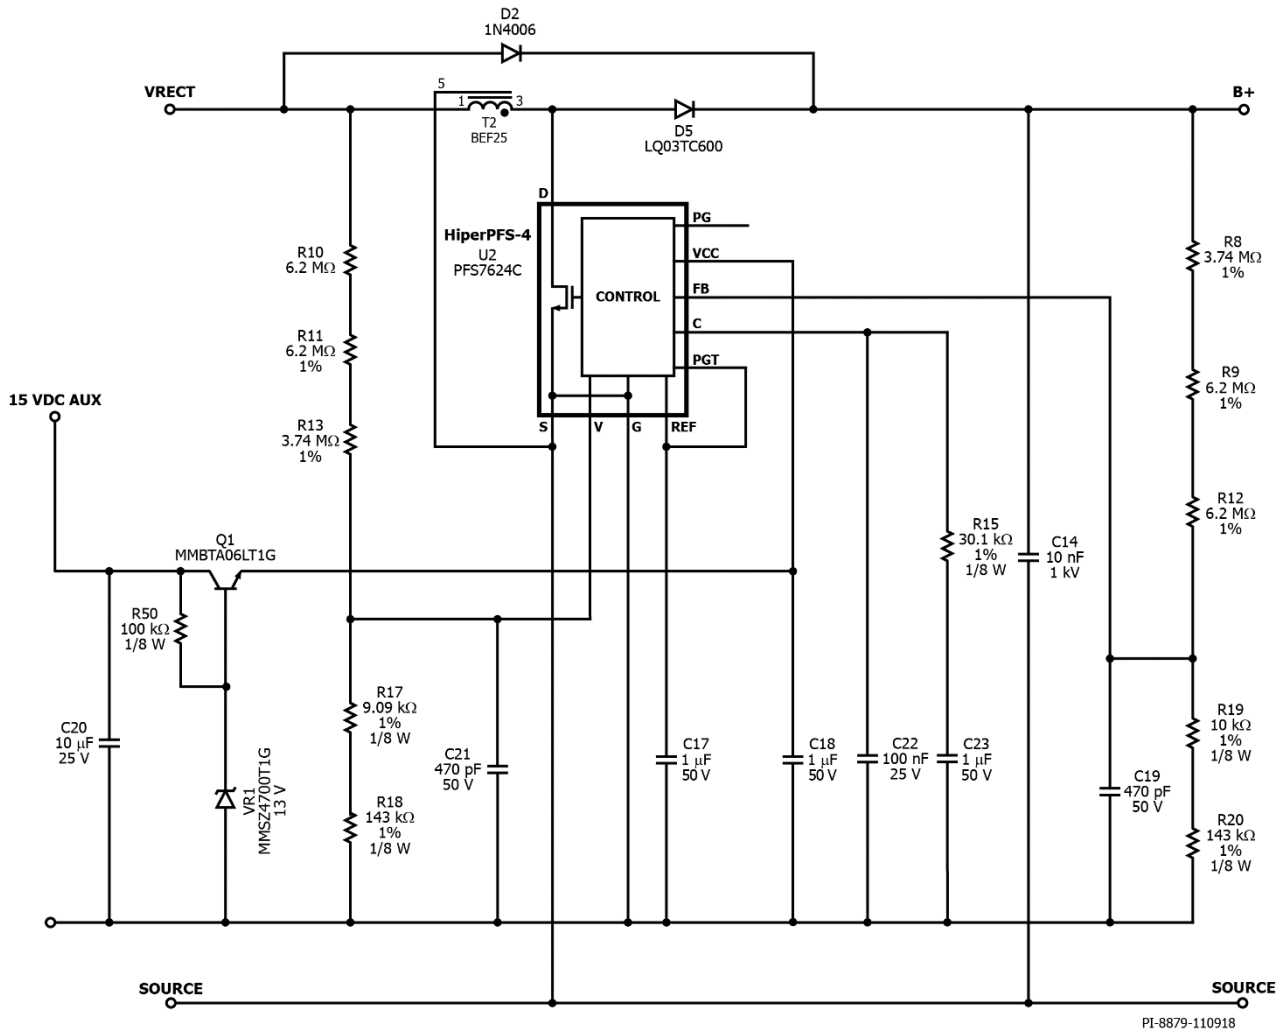 D2
1N4006
VRECT
5
1
3
T2
BEF25
D5
LQ03TC600
B+
D
HiperPFS-4
U2
PFS7624C
CONTROL
PG
VCC
FB
C
PGT
S
V
G
REF
R10
6.2 MΩ
R11
6.2 MΩ
1%
R13
3.74 MΩ
1%
R8
3.74 MΩ
1%
R9
6.2 MΩ
1%
R12
6.2 MΩ
1%
15 VDC AUX
Q1
MMBTA06LT1G
R50
100 kΩ
1/8 W
R15
30.1 kΩ
1%
1/8 W
C14
10 nF
1 kV
C20
10 µF
25 V
VR1
MMSZ4700T1G
13 V
R17
9.09 kΩ
1%
1/8 W
R18
143 kΩ
1%
1/8 W
C21
470 pF
50 V
C17
1 µF
50 V
C18
1 µF
50 V
C22
100 nF
25 V
C23
1 µF
50 V
C19
470 pF
50 V
R19
10 kΩ
1%
1/8 W
R20
143 kΩ
1%
1/8 W
SOURCE
SOURCE
PI-8879-110918